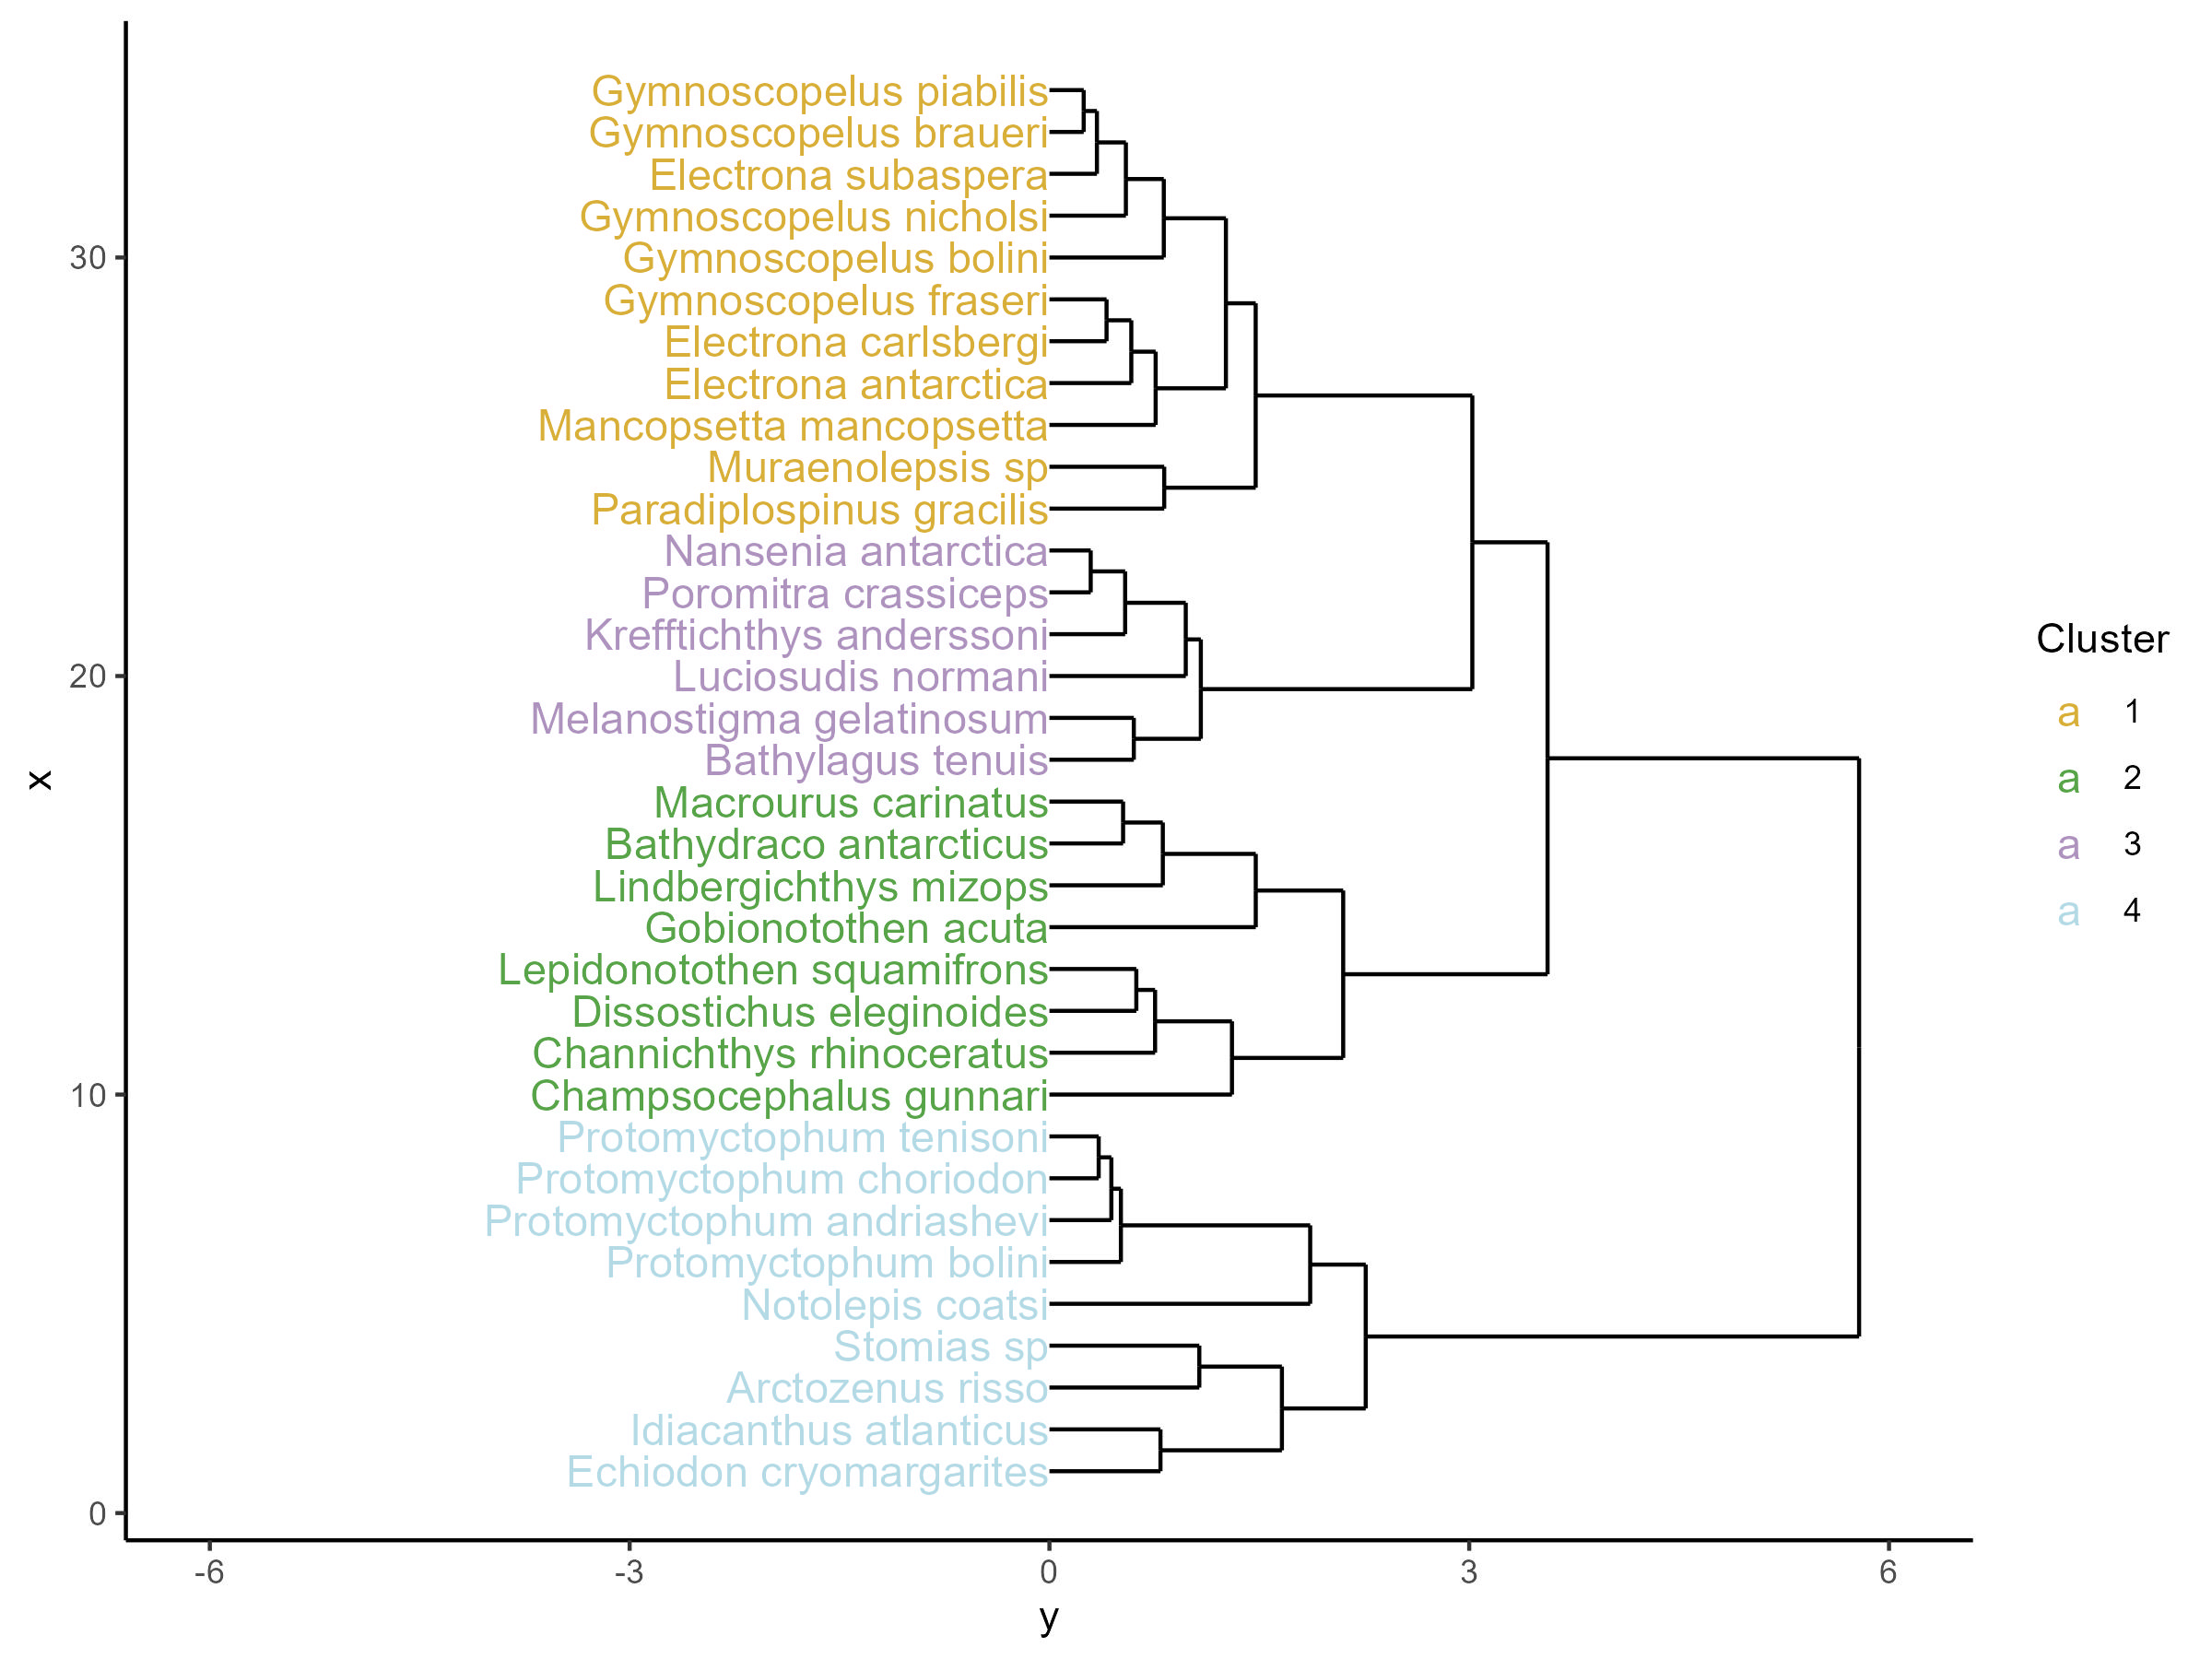 Gymnoscopelus piabilis
Gymnoscopelus braueri
Electrona subaspera
Gymnoscopelus nicholsi
Gymnoscopelus bolini
Gymnoscopelus fraseri
Electrona carlsbergi
Electrona antarctica
Mancopsetta mancopsetta
Muraenolepsis sp
Paradiplospinus gracilis
Nansenia antarctica
Poromitra crassiceps
Krefftichthys anderssoni
Luciosudis normani
Melanostigma gelatinosum
Bathylagus tenuis
Macrourus carinatus
Bathydraco antarcticus
Lindbergichthys mizops
Gobionotothen acuta
Lepidonotothen squamifrons
Dissostichus eleginoides
Channichthys rhinoceratus
Champsocephalus gunnari
Protomyctophum tenisoni
Protomyctophum choriodon
Protomyctophum andriashevi
Protomyctophum bolini
Notolepis coatsi
Stomias sp
Arctozenus risso
Idiacanthus atlanticus
Echiodon cryomargarites
30
20
10
0
x
-6 -3 0 3 6
y
Cluster
a 1
a 2
a 3
a 4